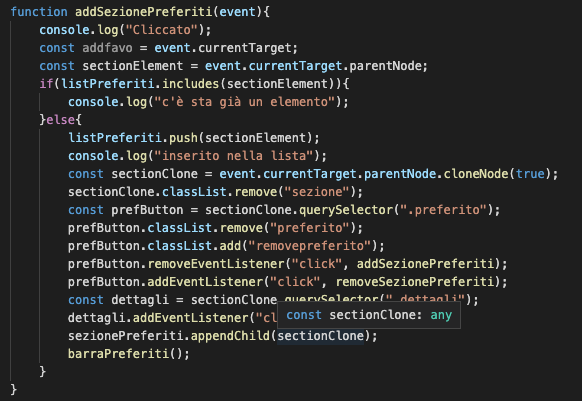 function addSezionePreferiti(event){
console.log("Cliccato");
const addfavo = event.currentTarget;
const sectionElement = event.currentTarget.parentNode;
if(listPreferiti.includes(sectionElement)){
console.log("c'è sta già un elemento");
}else{
listPreferiti.push(sectionElement);
console.log("inserito nella lista");
const sectionClone = event.currentTarget.parentNode.cloneNode(true);
sectionClone.classList.remove("sezione");
const prefButton = sectionClone.querySelector(".preferito");
prefButton.classList.remove("preferito");
prefButton.classList.add("removepreferito");
prefButton.removeEventListener("click", addSezionePreferiti);
prefButton.addEventListener("click", removeSezionePreferiti);
const dettagli = sectionClone.querySelector(".dettagli");
dettagli.addEventListener("cl
const sectionClone: any
sezionePreferiti.appendChild(sectionClone);
barraPreferiti();
}
}